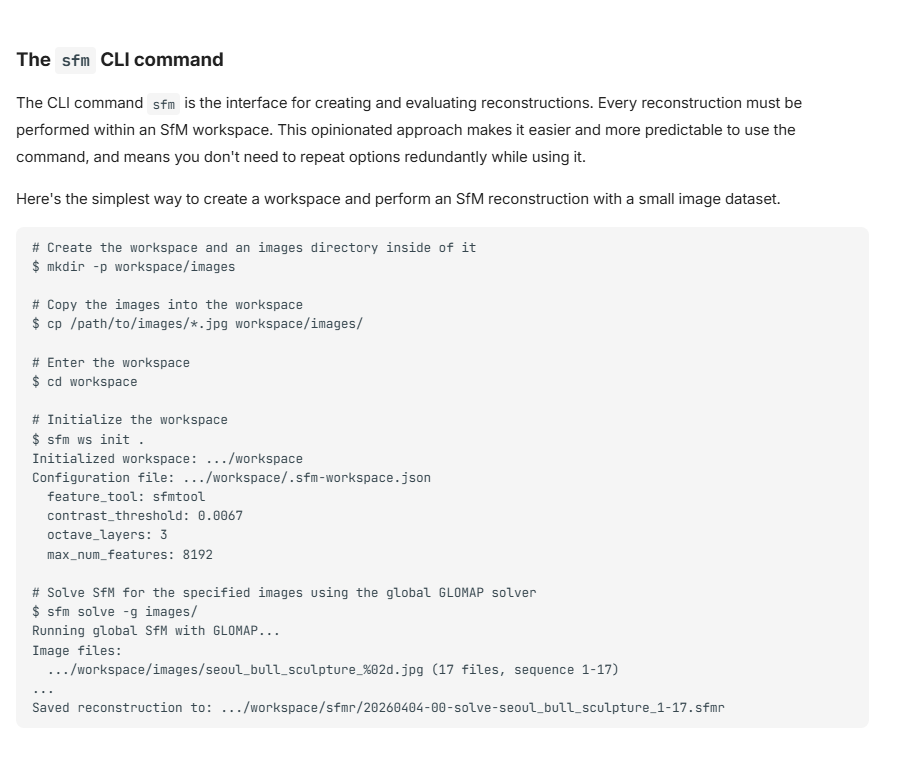 The sfm CLI command
The CLI command sfm is the interface for creating and evaluating reconstructions. Every reconstruction must be
performed within an SfM workspace. This opinionated approach makes it easier and more predictable to use the
command, and means you don't need to repeat options redundantly while using it.
Here's the simplest way to create a workspace and perform an SfM reconstruction with a small image dataset.
# Create the workspace and an images directory inside of it
$ mkdir -p workspace/images
# Copy the images into the workspace
$ cp /path/to/images/*.jpg workspace/images/
# Enter the workspace
$ cd workspace
# Initialize the workspace
$ sfm ws init .
Initialized workspace: .../workspace
Configuration file: .../workspace/.sfm-workspace.json
  feature_tool: sfmtool
  contrast_threshold: 0.0067
  octave_layers: 3
  max_num_features: 8192
# Solve SfM for the specified images using the global GLOMAP solver
$ sfm solve -g images/
Running global SfM with GLOMAP...
Image files:
  .../workspace/images/seoul_bull_sculpture_%02d.jpg (17 files, sequence 1-17)
...
Saved reconstruction to: .../workspace/sfmr/20260404-00-solve-seoul_bull_sculpture_1-17.sfmr